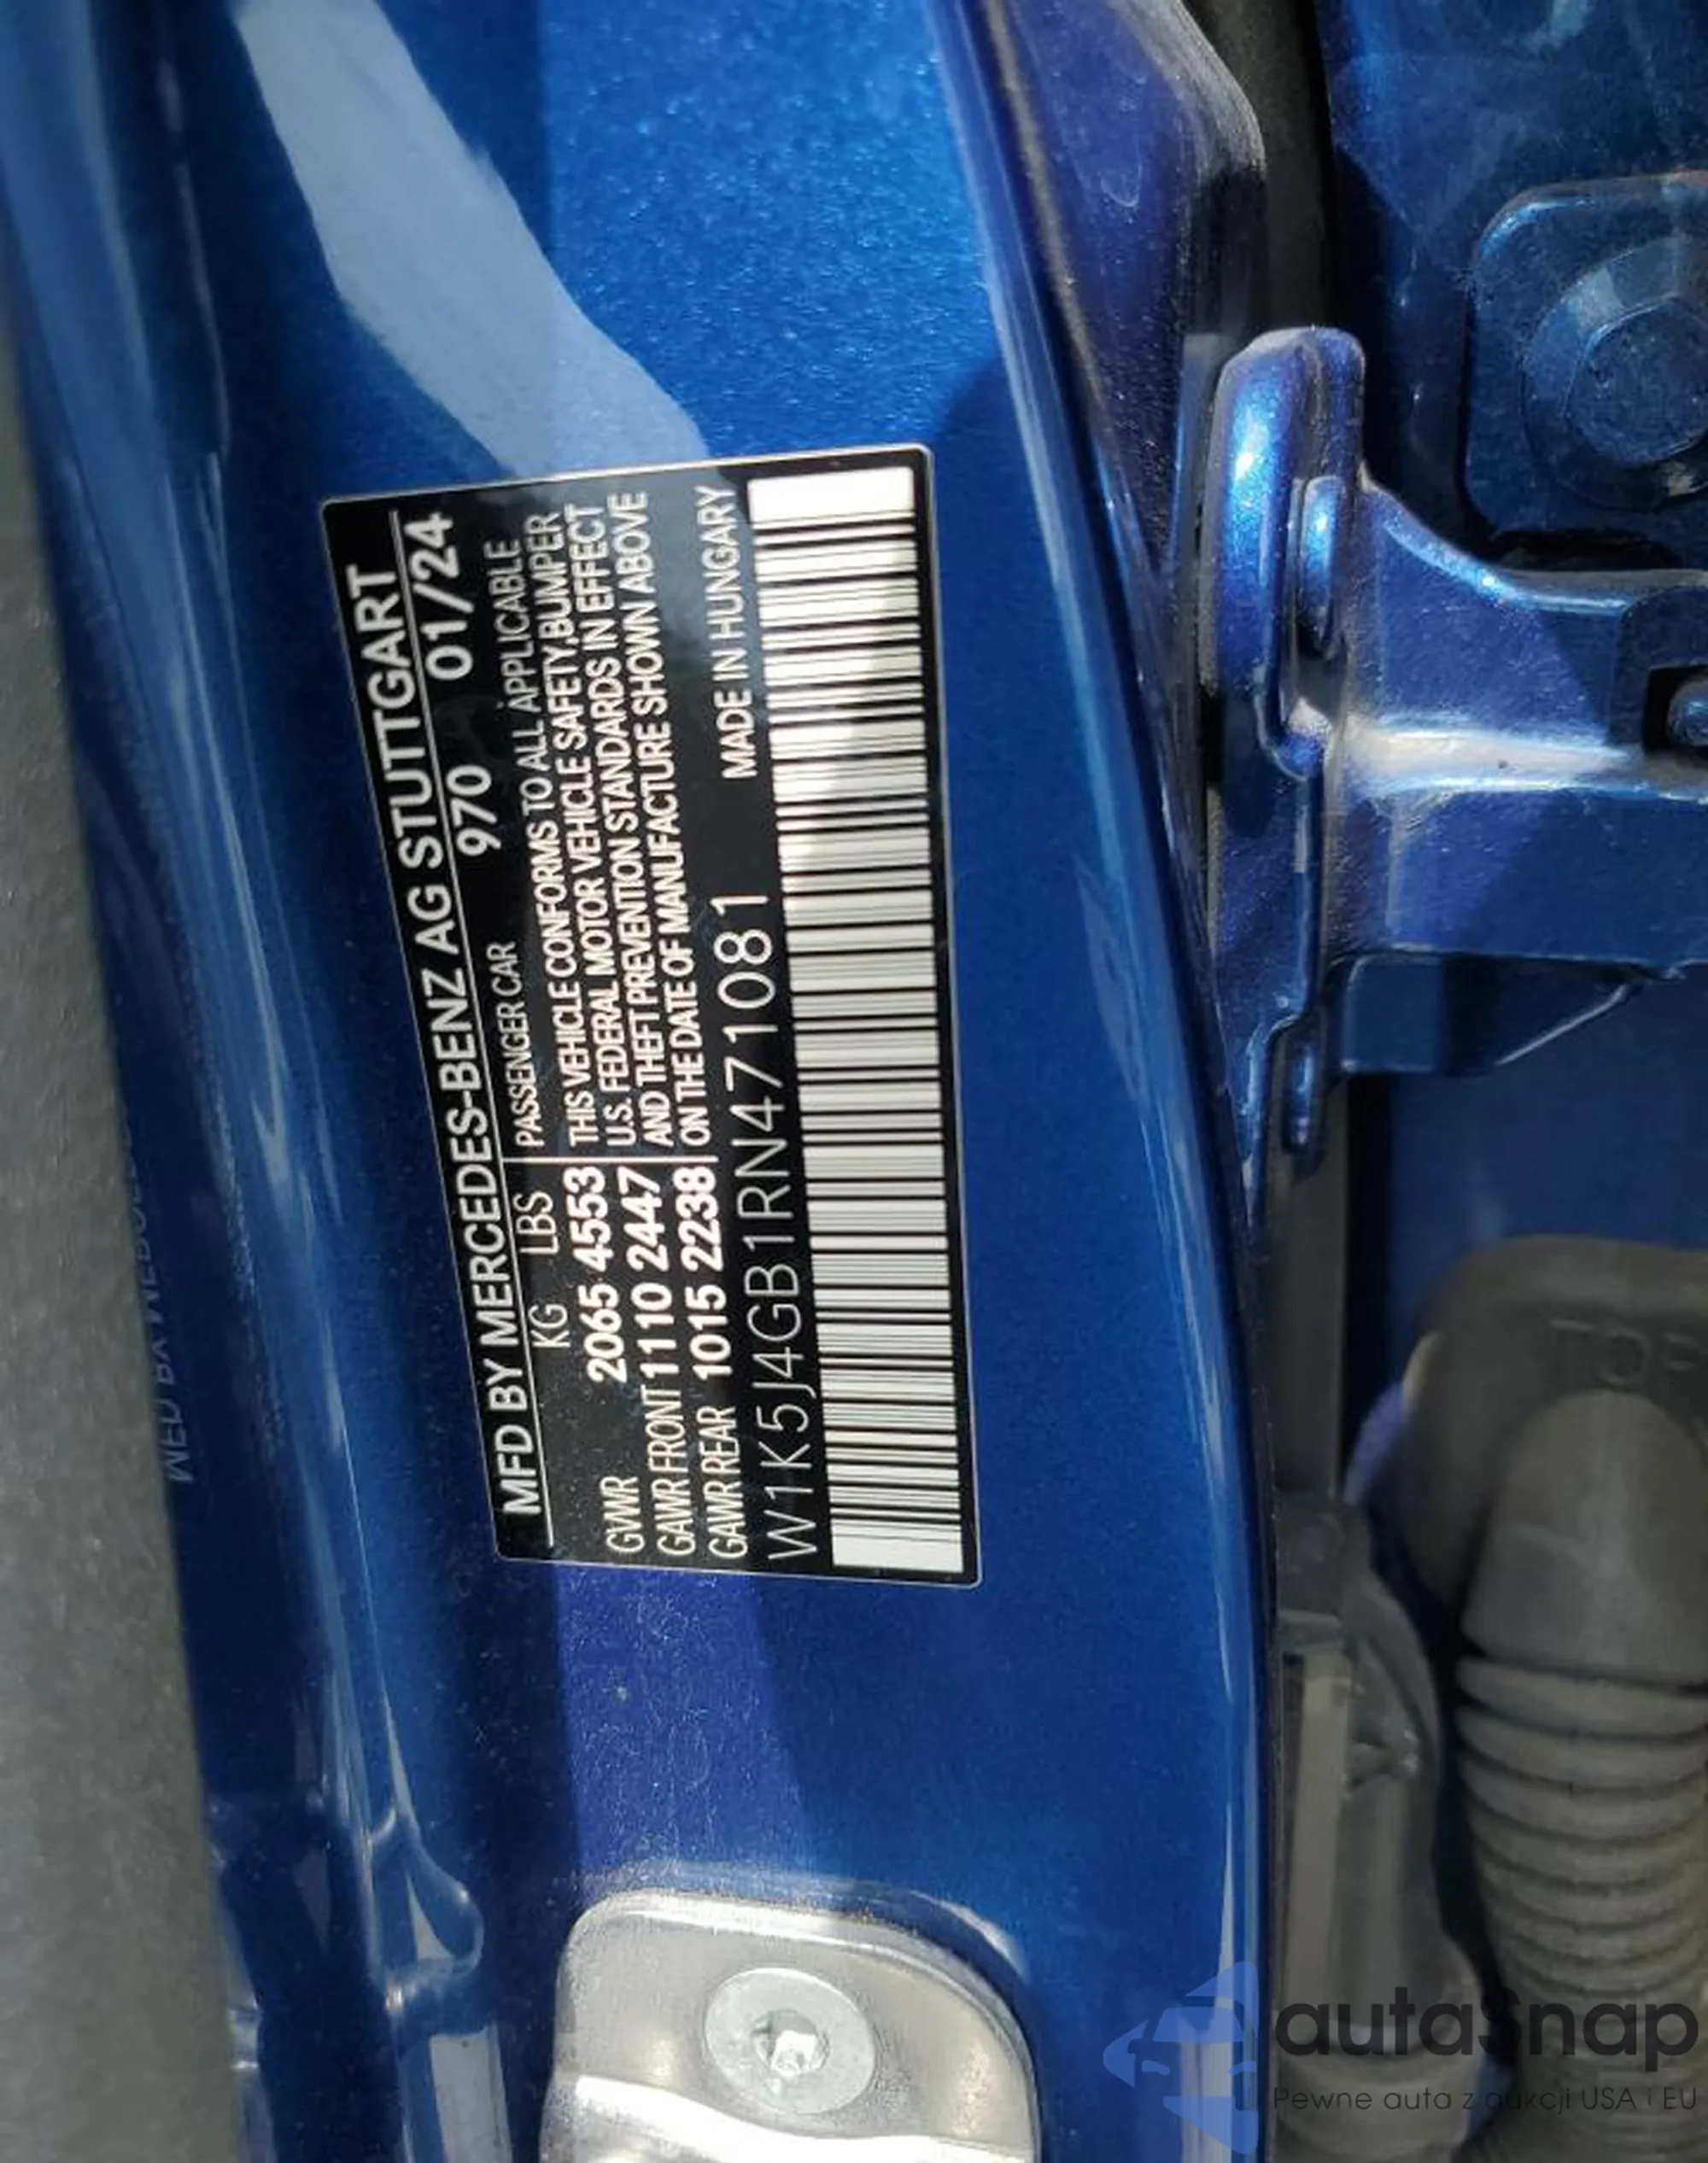 MFD BY MERCEDES-BENZ AG STUTTGART
KG LBS 970 01/24
GVWR 2065 4553
GAWR FRONT 1110 2447
GAWR REAR 1015 2238
PASSENGER CAR
THIS VEHICLE CONFORMS TO ALL APPLICABLE
U.S. FEDERAL MOTOR VEHICLE SAFETY,BUMPER
AND THEFT PREVENTION STANDARDS IN EFFECT
ON THE DATE OF MANUFACTURE SHOWN ABOVE
W1K5J4GB1RN471081 MADE IN HUNGARY
TOP
autasnap
Pewne auta z aukcji USA i EU